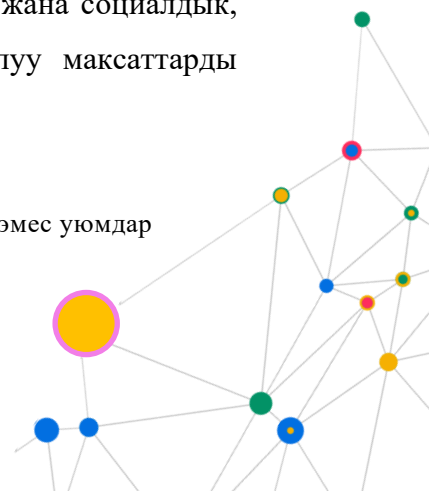 жана социалдык,
луу максаттарды
эмес уюмдар